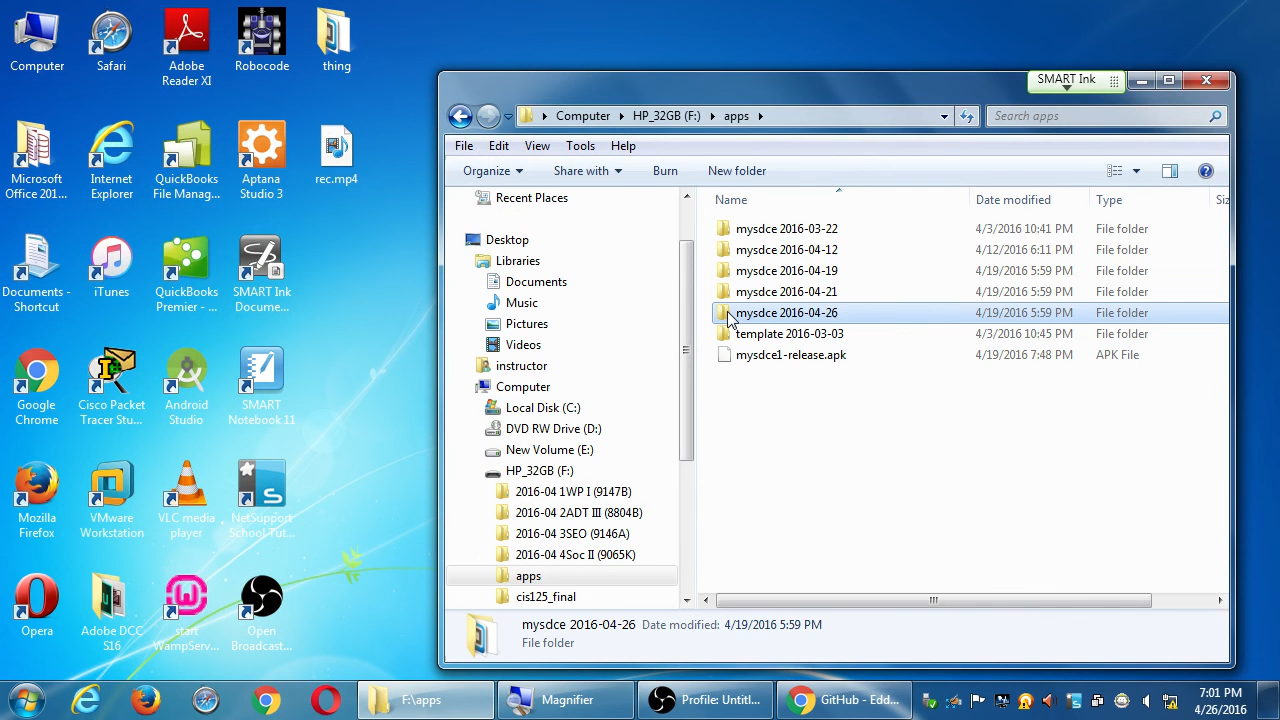 Computer
Safari
Adobe
Reader XI
Robocode
thing
Microsoft
Office 201...
Internet
Explorer
QuickBooks
File Manag...
Aptana
Studio 3
rec.mp4
Documents -
Shortcut
iTunes
QuickBooks
Premier - ...
SMART Ink
Docume...
Google
Chrome
Cisco Packet
Tracer Stu...
Android
Studio
SMART
Notebook 11
Mozilla
Firefox
VMware
Workstation
VLC media
player
NetSupport
School Tut...
Opera
Adobe DCC
S16
start
WampServ...
Open
Broadcast...
SMART Ink
Computer
HP_32GB (F:)
apps
Search apps
File Edit View Tools Help
Organize Share with Burn New folder
Recent Places
Desktop
Libraries
Documents
Music
Pictures
Videos
instructor
Computer
Local Disk (C:)
DVD RW Drive (D:)
New Volume (E:)
HP_32GB (F:)
2016-04 1WP I (9147B)
2016-04 2ADT III (8804B)
2016-04 3SEO (9146A)
2016-04 4Soc II (9065K)
apps
cis125_final
Name Date modified Type Siz
mysdce 2016-03-22 4/3/2016 10:41 PM File folder
mysdce 2016-04-12 4/12/2016 6:11 PM File folder
mysdce 2016-04-19 4/19/2016 5:59 PM File folder
mysdce 2016-04-21 4/19/2016 5:59 PM File folder
mysdce 2016-04-26 4/19/2016 5:59 PM File folder
template 2016-03-03 4/3/2016 10:45 PM File folder
mysdce1-release.apk 4/19/2016 7:48 PM APK File
mysdce 2016-04-26 Date modified: 4/19/2016 5:59 PM
File folder
F:\apps
Magnifier
Profile: Untitl...
GitHub - Edd...
7:01 PM
4/26/2016